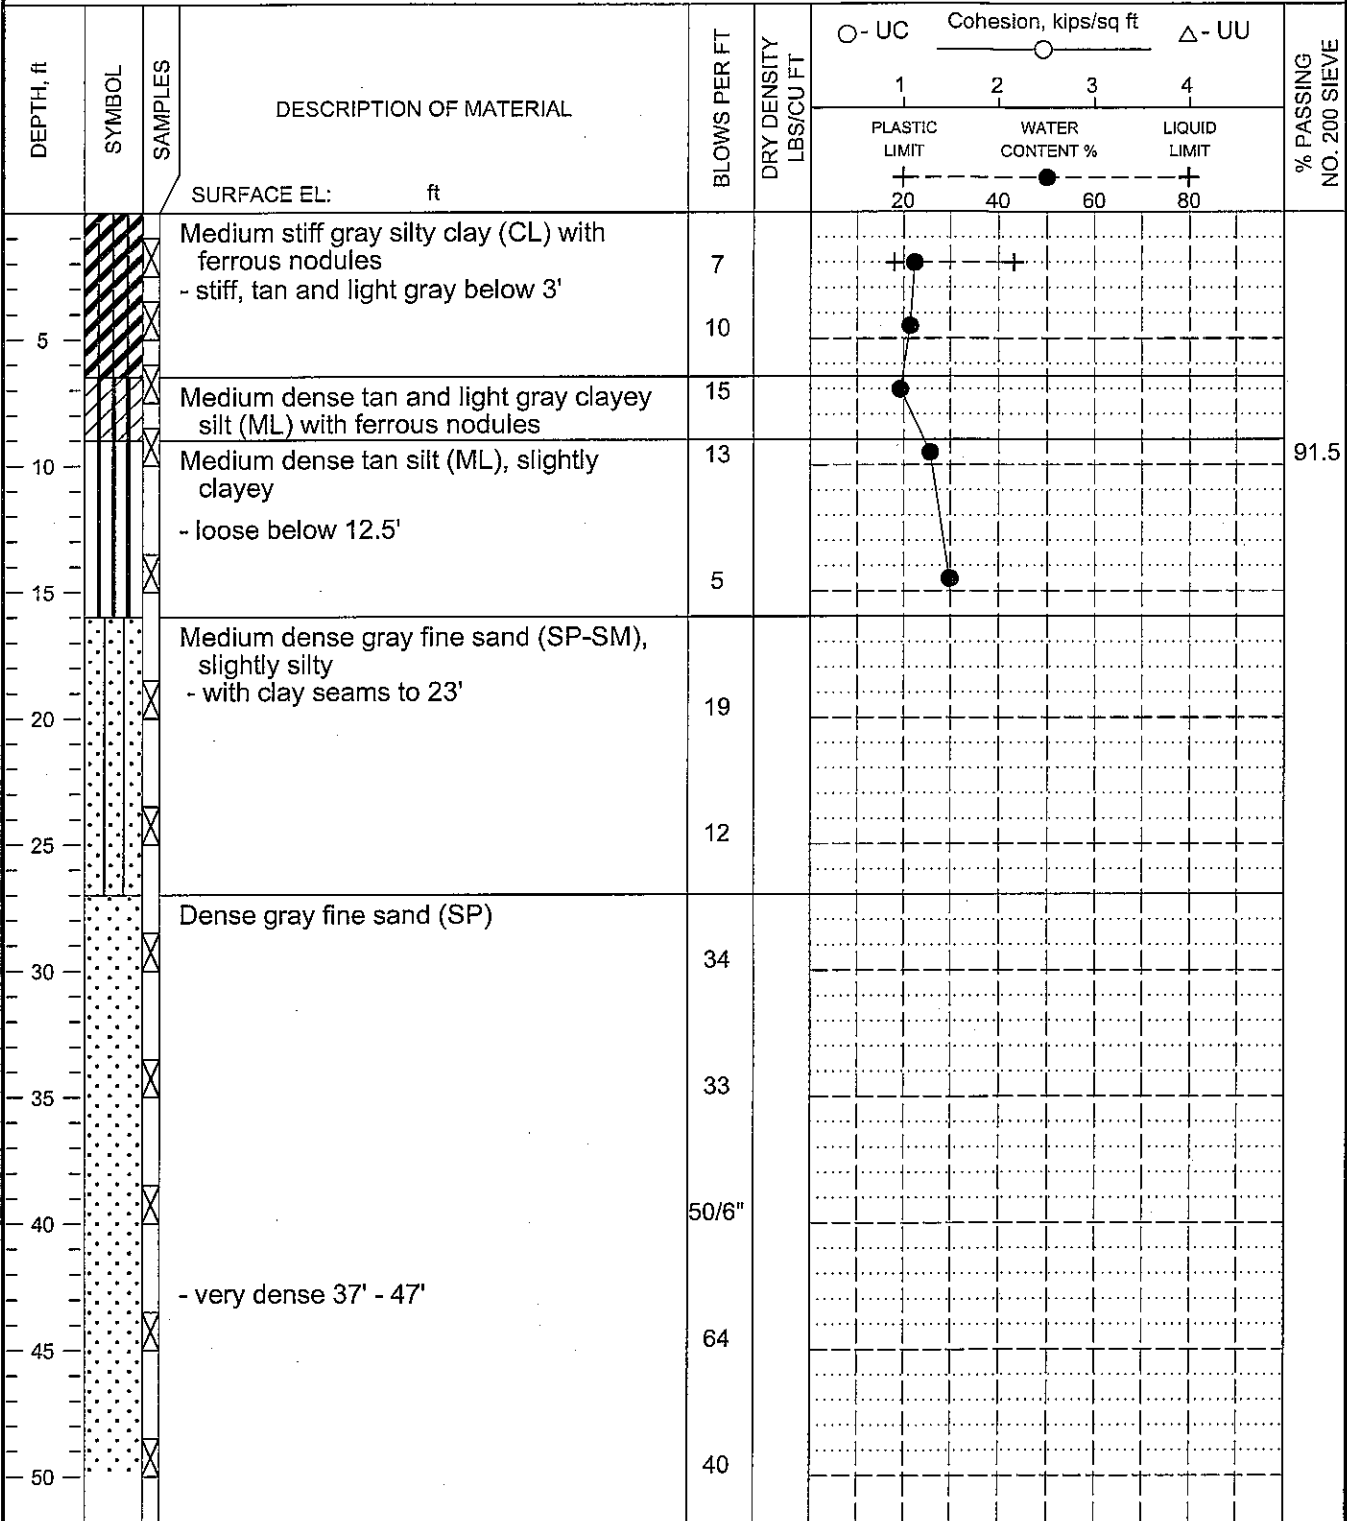 DEPTH, ft
SYMBOL
SAMPLES
DESCRIPTION OF MATERIAL
SURFACE EL: ft
BLOWS PER FT
DRY DENSITY
LBS/CU FT
- UC Cohesion, kips/sq ft - UU
1 2 3 4
PLASTIC WATER LIQUID
LIMIT CONTENT % LIMIT
20 40 60 80
% PASSING
NO. 200 SIEVE
Medium stiff gray silty clay (CL) with
ferrous nodules
7
- stiff, tan and light gray below 3'
10
5
Medium dense tan and light gray clayey
15
silt (ML) with ferrous nodules
Medium dense tan silt (ML), slightly
13
91.5
10
clayey
- loose below 12.5'
5
15
Medium dense gray fine sand (SP-SM),
slightly silty
- with clay seams to 23'
19
20
12
25
Dense gray fine sand (SP)
34
30
33
35
50/6"
40
- very dense 37' - 47'
64
45
40
50